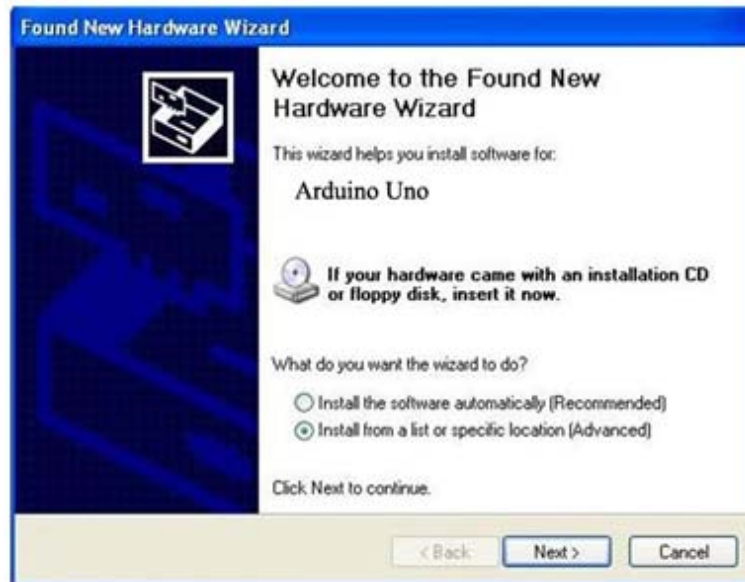 Found New Hardware Wizard
Welcome to the Found New
Hardware Wizard
This wizard helps you install software for:
Arduino Uno
If your hardware came with an installation CD
or floppy disk, insert it now.
What do you want the wizard to do?
Install the software automatically (Recommended)
Install from a list or specific location (Advanced)
Click Next to continue.
< Back
Next >
Cancel